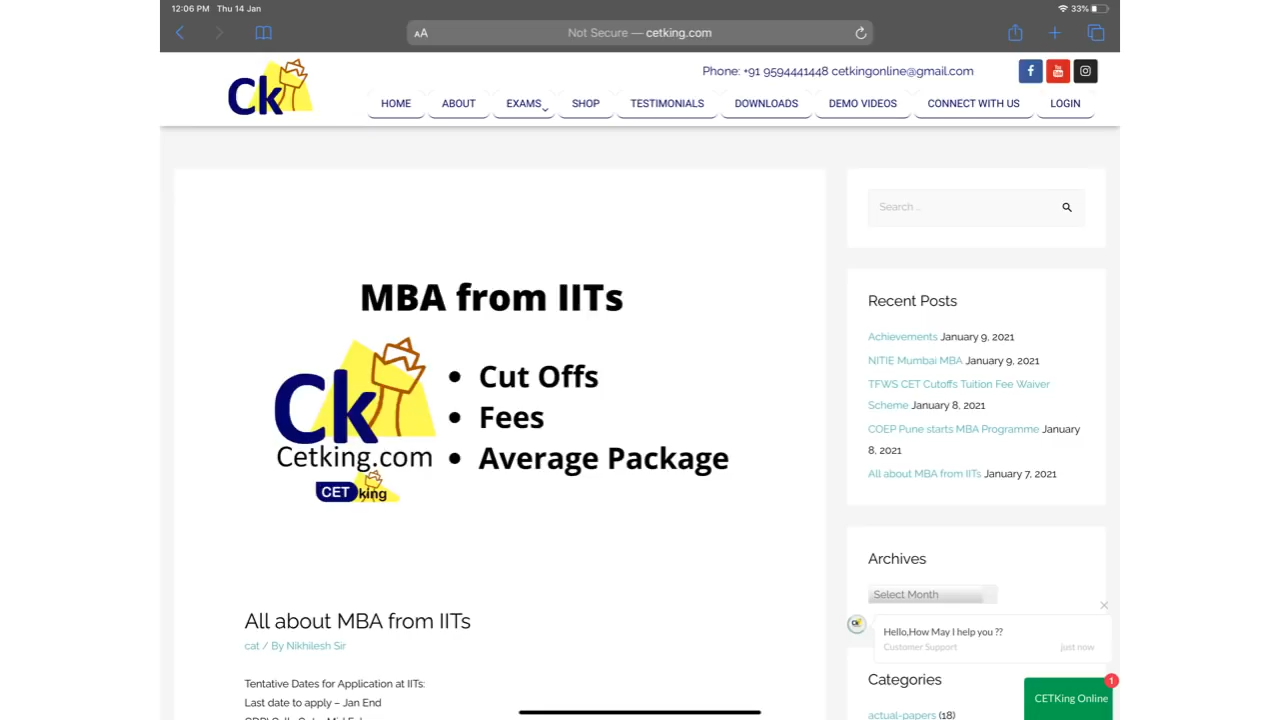 12:06 PM Thu 14 Jan
33%
AA
Not Secure — cetking.com
Ck
Phone: +91 9594441448 cetkingonline@gmail.com
HOME ABOUT EXAMS SHOP TESTIMONIALS DOWNLOADS DEMO VIDEOS CONNECT WITH US LOGIN
MBA from IITs
Ck
Cetking.com
CET king
• Cut Offs
• Fees
• Average Package
All about MBA from IITs
cat / By Nikhilesh Sir
Tentative Dates for Application at IITs:
Last date to apply – Jan End
Search ...
Recent Posts
Achievements January 9, 2021
NITIE Mumbai MBA January 9, 2021
TFWS CET Cutoffs Tuition Fee Waiver
Scheme January 8, 2021
COEP Pune starts MBA Programme January
8, 2021
All about MBA from IITs January 7, 2021
Archives
Select Month
Hello,How May I help you ??
Customer Support just now
Categories
actual-papers (18)
1
CETKing Online